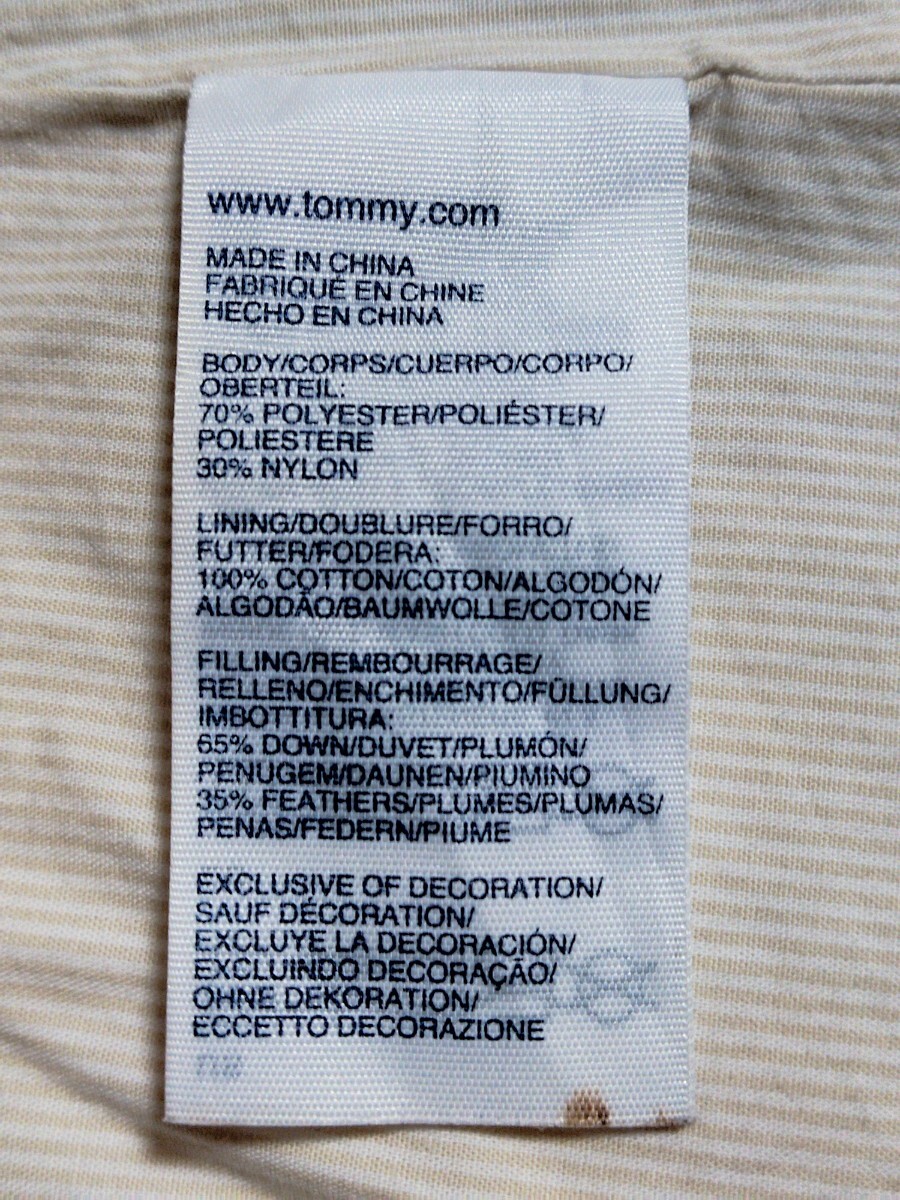 www.tommy.com
MADE IN CHINA
FABRIQUÉ EN CHINE
HECHO EN CHINA
BODY/CORPS/CUERPO/CORPO/
OBERTEIL:
70% POLYESTER/POLIÉSTER/
POLIESTERE
30% NYLON
LINING/DOUBLURE/FORRO/
FUTTER/FODERA:
100% COTTON/COTON/ALGODÓN/
ALGODÃO/BAUMWOLLE/COTONE
FILLING/REMBOURRAGE/
RELLENO/ENCHIMENTO/FÜLLUNG/
IMBOTTITURA:
65% DOWN/DUVET/PLUMÓN/
PENUGEM/DAUNEN/PIUMINO
35% FEATHERS/PLUMES/PLUMAS/
PENAS/FEDERN/PIUME
EXCLUSIVE OF DECORATION/
SAUF DÉCORATION/
EXCLUYE LA DECORACIÓN/
EXCLUINDO DECORAÇÃO/
OHNE DEKORATION/
ECCETTO DECORAZIONE